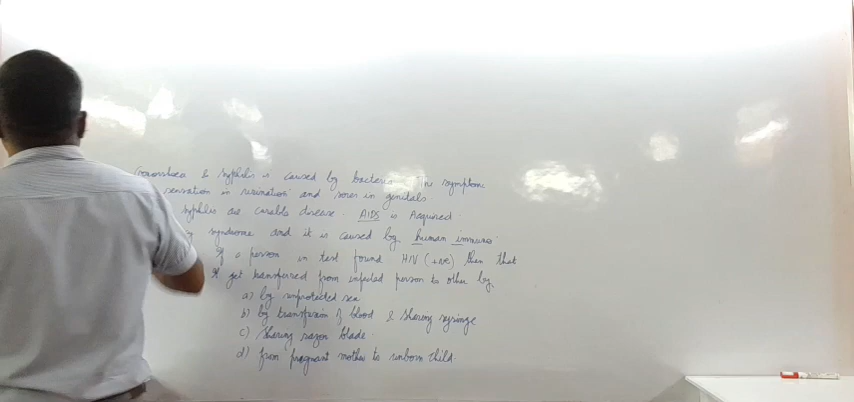 Gonorrhea & Syphilis is caused by bacteria. The symptoms
sensation in urination and sores in genitals
syphilis are curable disease. AIDS is Acquired
syndrome and it is caused by human immuno
If a person in test found HIV (+ve) then that
It get transferred from infected person to other by
a) by unprotected sex
b) by transfusion of blood & sharing syringe
c) Sharing razor blade.
d) from pregnant mother to unborn child.